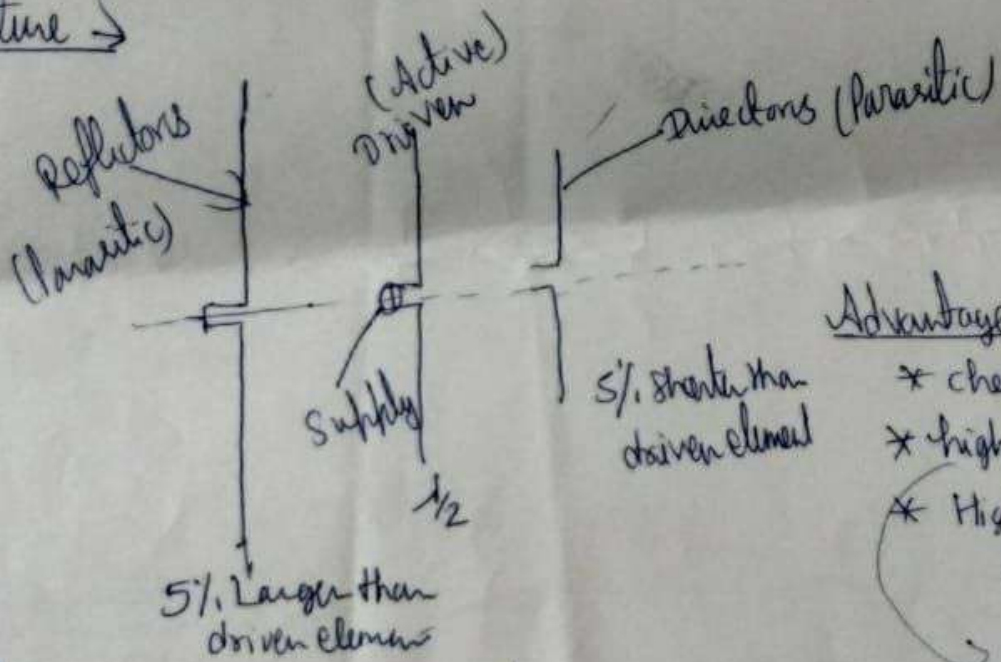 ture →
Reflectors
(Parasitic)
(Active)
Driven
Directors (Parasitic)
Supply
λ/2
5% Larger than
driven element
5% Shorter than
driven element
Advantage
* che
* high
* Hig